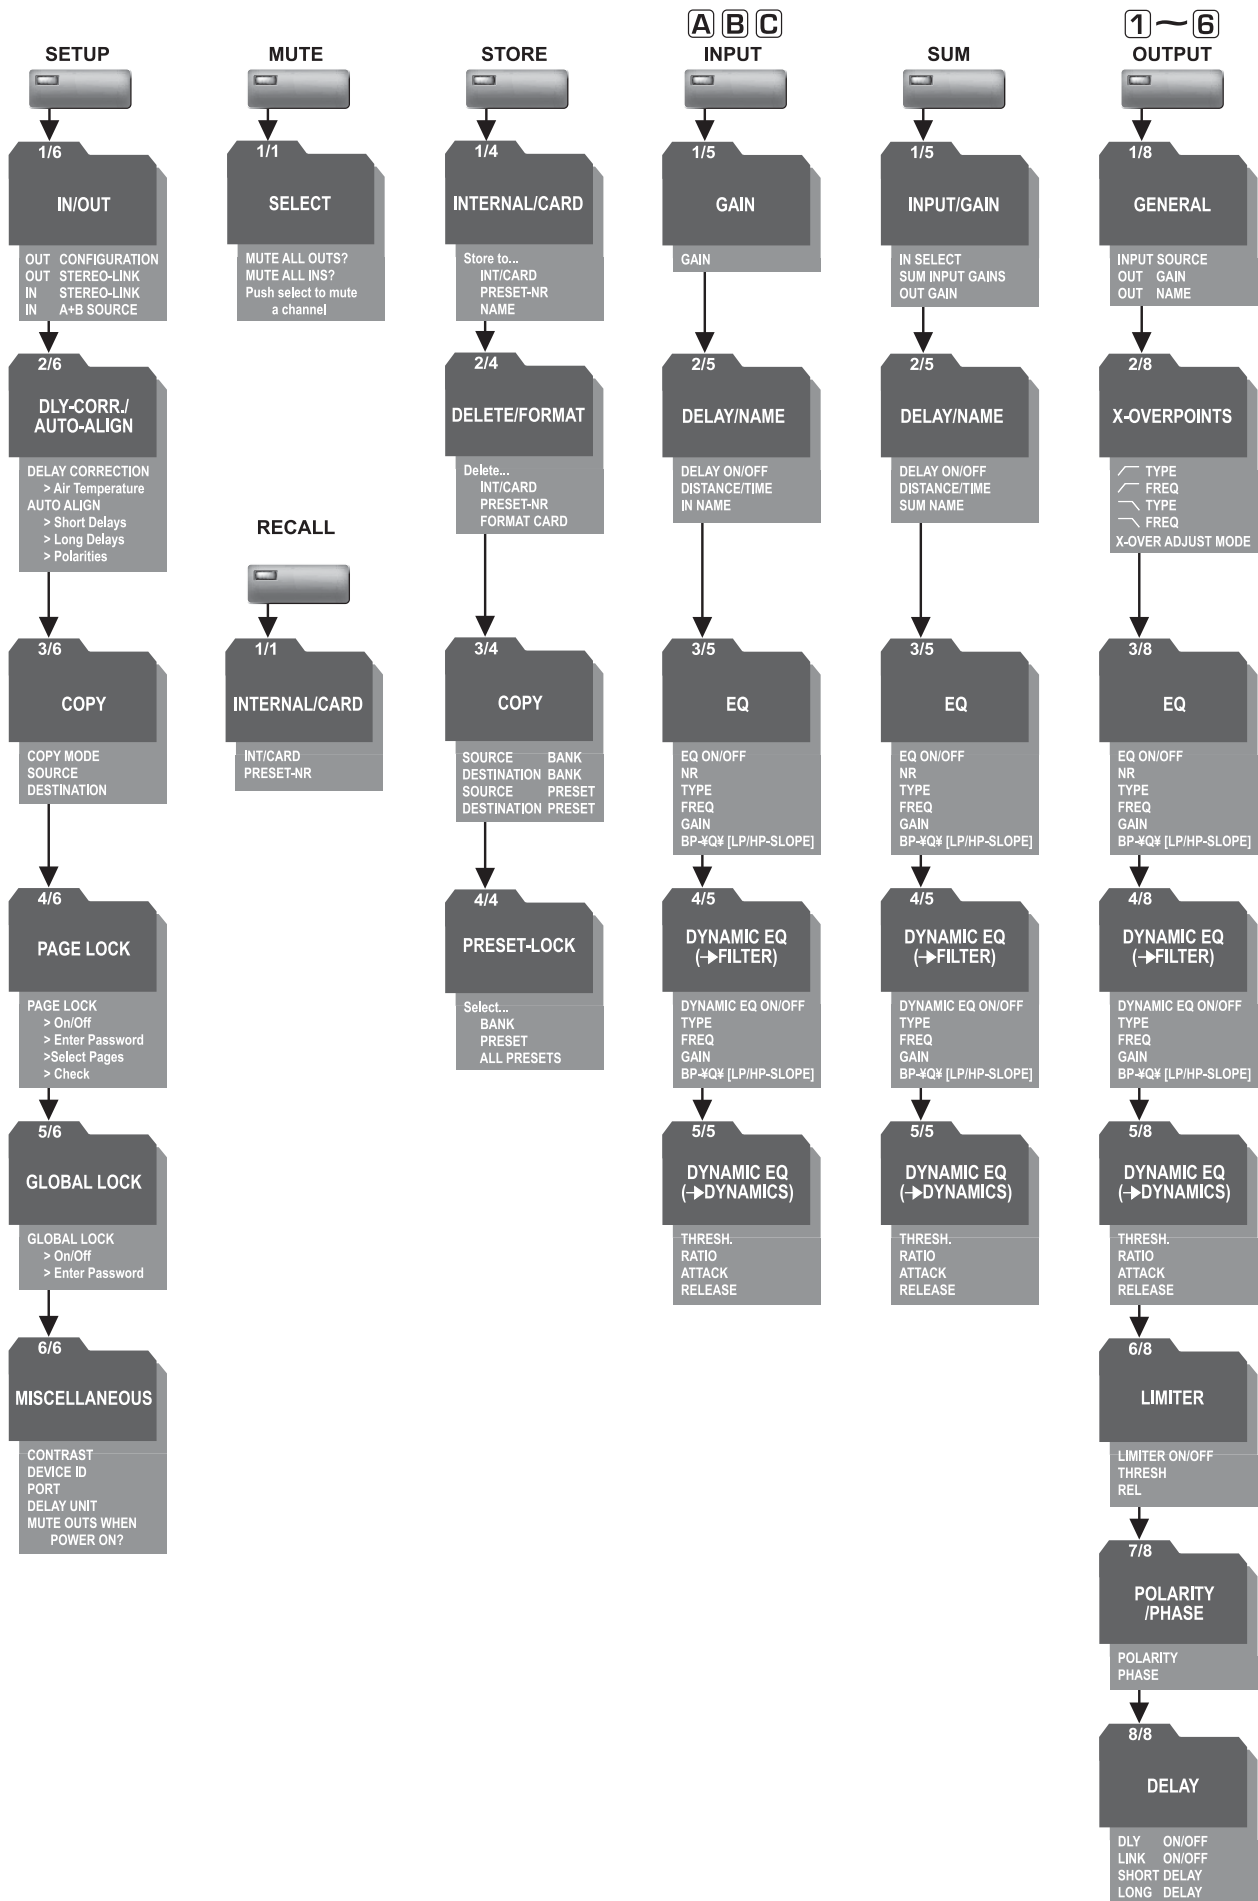 SETUP
1/6
IN/OUT
OUT CONFIGURATION
OUT STEREO-LINK
IN STEREO-LINK
IN A+B SOURCE
2/6
DLY-CORR./
AUTO-ALIGN
DELAY CORRECTION
> Air Temperature
AUTO ALIGN
> Short Delays
> Long Delays
> Polarities
3/6
COPY
COPY MODE
SOURCE
DESTINATION
4/6
PAGE LOCK
PAGE LOCK
> On/Off
> Enter Password
>Select Pages
> Check
5/6
GLOBAL LOCK
GLOBAL LOCK
> On/Off
> Enter Password
6/6
MISCELLANEOUS
CONTRAST
DEVICE ID
PORT
DELAY UNIT
MUTE OUTS WHEN
POWER ON?
MUTE
1/1
SELECT
MUTE ALL OUTS?
MUTE ALL INS?
Push select to mute
a channel
RECALL
1/1
INTERNAL/CARD
INT/CARD
PRESET-NR
STORE
1/4
INTERNAL/CARD
Store to...
INT/CARD
PRESET-NR
NAME
2/4
DELETE/FORMAT
Delete...
INT/CARD
PRESET-NR
FORMAT CARD
3/4
COPY
SOURCE BANK
DESTINATION BANK
SOURCE PRESET
DESTINATION PRESET
4/4
PRESET-LOCK
Select...
BANK
PRESET
ALL PRESETS
A B C
INPUT
1/5
GAIN
GAIN
2/5
DELAY/NAME
DELAY ON/OFF
DISTANCE/TIME
IN NAME
3/5
EQ
EQ ON/OFF
NR
TYPE
FREQ
GAIN
BP-¥Q¥ [LP/HP-SLOPE]
4/5
DYNAMIC EQ
(→FILTER)
DYNAMIC EQ ON/OFF
TYPE
FREQ
GAIN
BP-¥Q¥ [LP/HP-SLOPE]
5/5
DYNAMIC EQ
(→DYNAMICS)
THRESH.
RATIO
ATTACK
RELEASE
SUM
1/5
INPUT/GAIN
IN SELECT
SUM INPUT GAINS
OUT GAIN
2/5
DELAY/NAME
DELAY ON/OFF
DISTANCE/TIME
SUM NAME
3/5
EQ
EQ ON/OFF
NR
TYPE
FREQ
GAIN
BP-¥Q¥ [LP/HP-SLOPE]
4/5
DYNAMIC EQ
(→FILTER)
DYNAMIC EQ ON/OFF
TYPE
FREQ
GAIN
BP-¥Q¥ [LP/HP-SLOPE]
5/5
DYNAMIC EQ
(→DYNAMICS)
THRESH.
RATIO
ATTACK
RELEASE
1~6
OUTPUT
1/8
GENERAL
INPUT SOURCE
OUT GAIN
OUT NAME
2/8
X-OVERPOINTS
TYPE
FREQ
TYPE
FREQ
X-OVER ADJUST MODE
3/8
EQ
EQ ON/OFF
NR
TYPE
FREQ
GAIN
BP-¥Q¥ [LP/HP-SLOPE]
4/8
DYNAMIC EQ
(→FILTER)
DYNAMIC EQ ON/OFF
TYPE
FREQ
GAIN
BP-¥Q¥ [LP/HP-SLOPE]
5/8
DYNAMIC EQ
(→DYNAMICS)
THRESH.
RATIO
ATTACK
RELEASE
6/8
LIMITER
LIMITER ON/OFF
THRESH
REL
7/8
POLARITY
/PHASE
POLARITY
PHASE
8/8
DELAY
DLY ON/OFF
LINK ON/OFF
SHORT DELAY
LONG DELAY